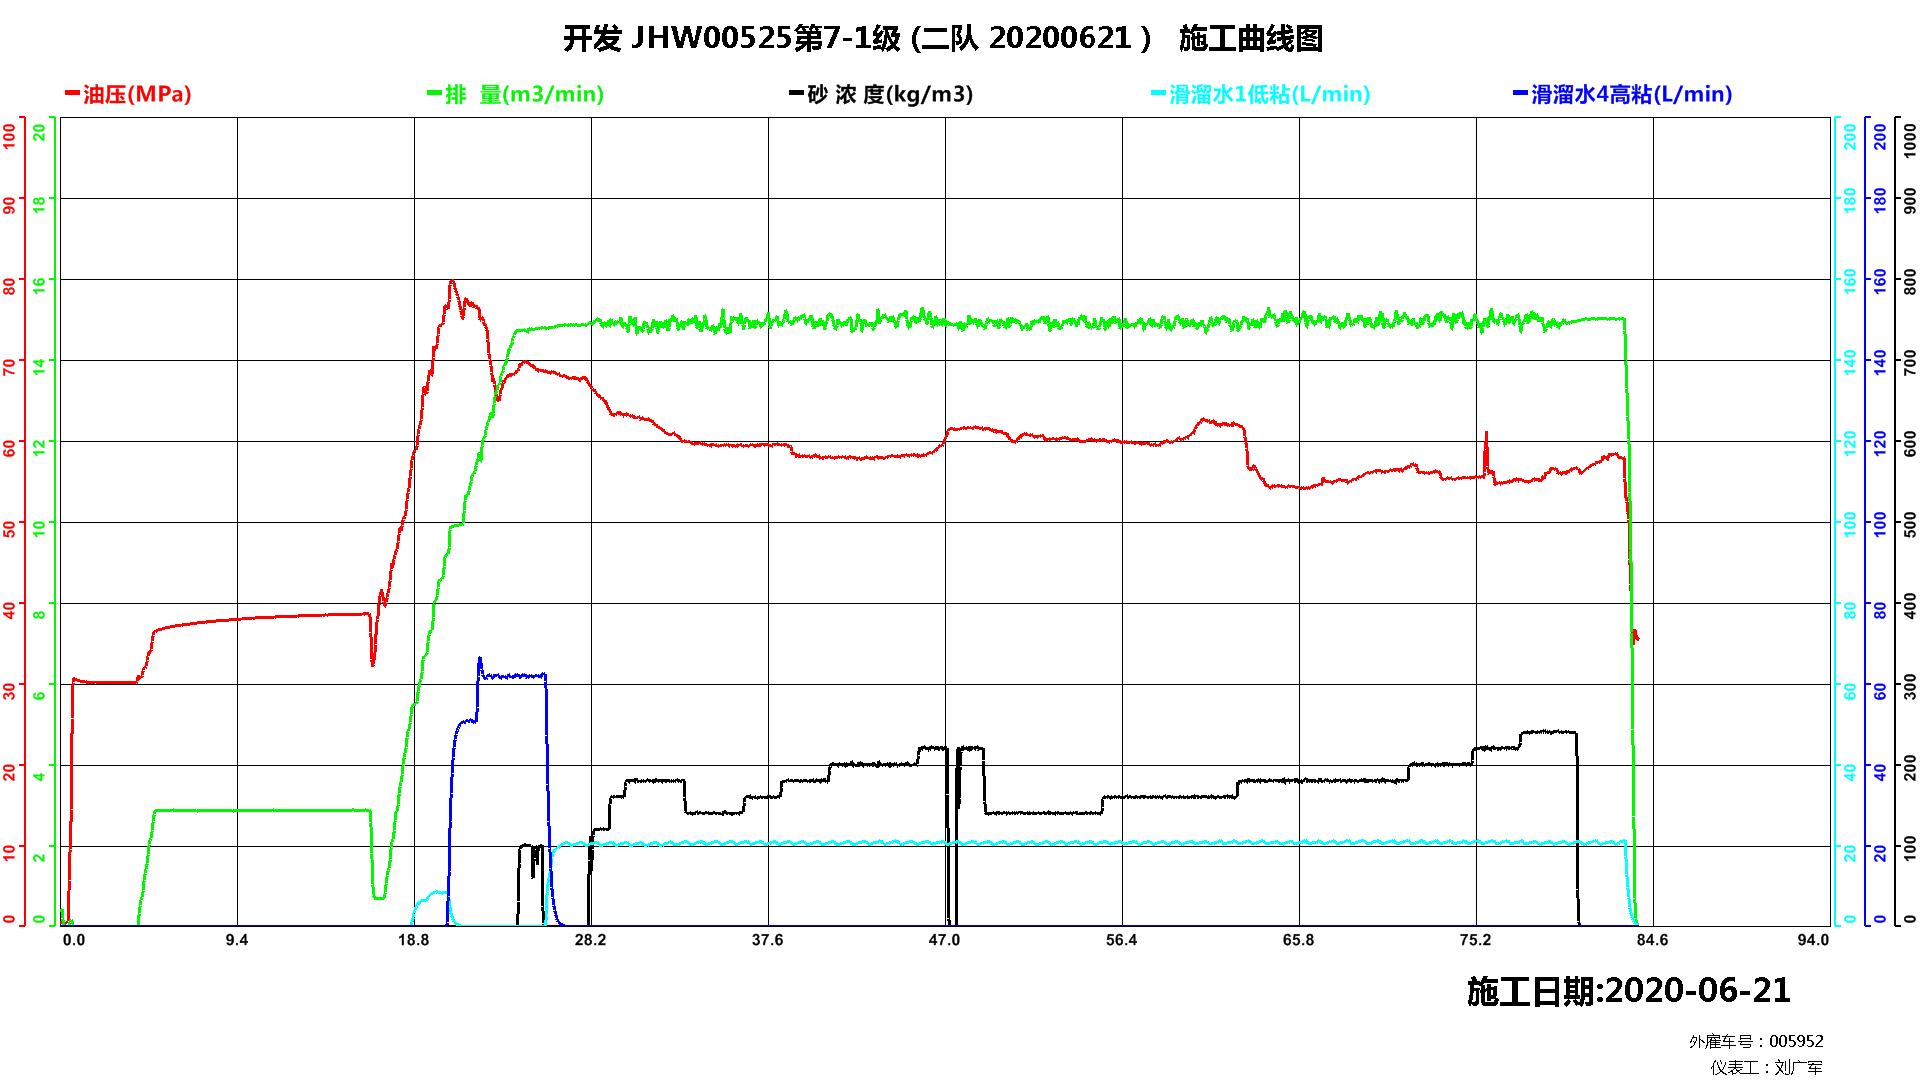 开发 JHW00525第7-1级 (二队 20200621 ) 施工曲线图
油压(MPa) 排 量(m3/min) 砂 浓 度(kg/m3) 滑溜水1低粘(L/min) 滑溜水4高粘(L/min)
100 20 200 200 1000
90 18 180 180 900
80 16 160 160 800
70 14 140 140 700
60 12 120 120 600
50 10 100 100 500
40 8 80 80 400
30 6 60 60 300
20 4 40 40 200
10 2 20 20 100
0 0 0 0 0
0.0 9.4 18.8 28.2 37.6 47.0 56.4 65.8 75.2 84.6 94.0
施工日期:2020-06-21
外雇车号：005952
仪表工：刘广军